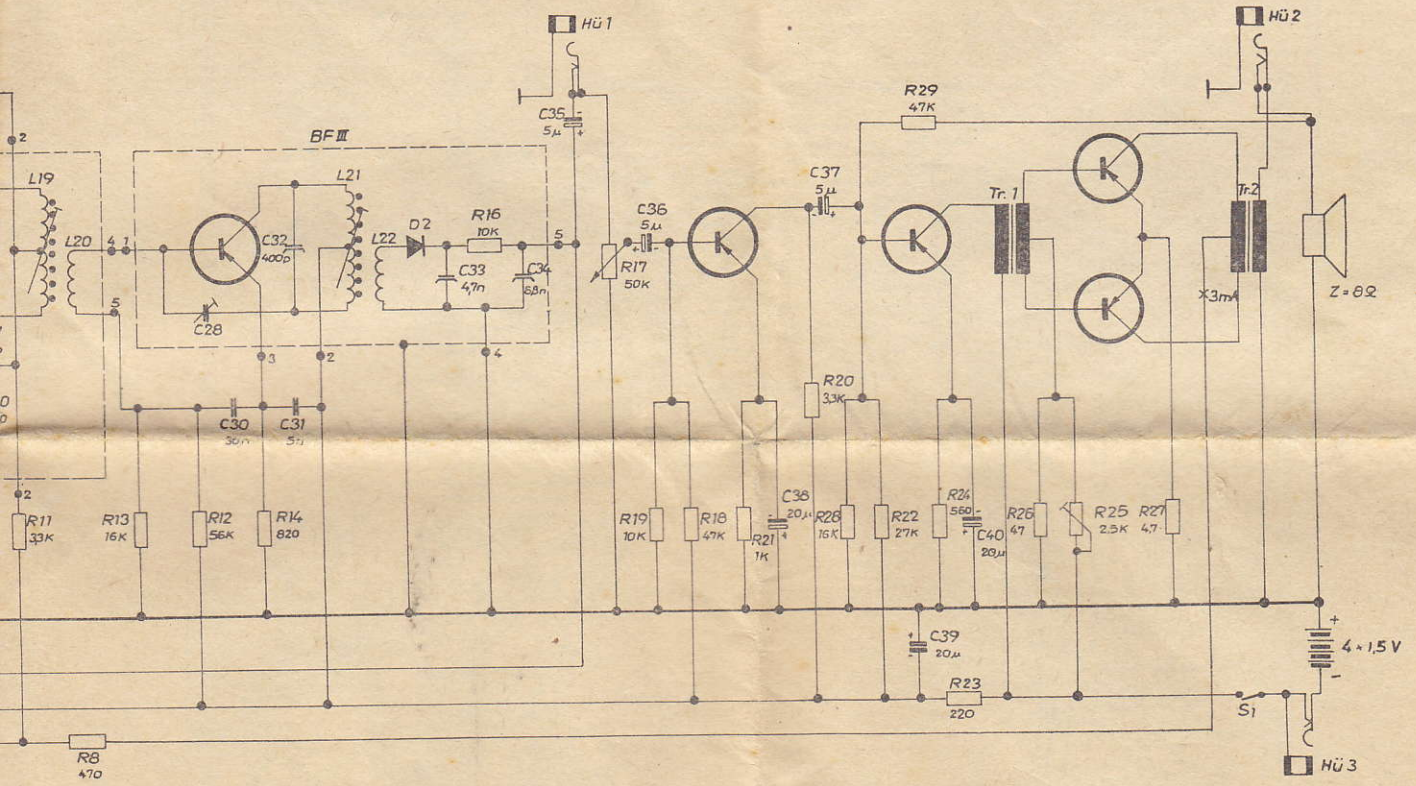 Hü 1
Hü 2
R29
47K
C35
5µ
BF III
2
L19
L21
L20
4
1
C32
400p
L22
D2
R16
10K
5
C33
4,7n
C34
R17
50K
C36
5µ
C37
5µ
Tr. 1
Tr.2
×3mA
Z=8Ω
C28
5
3
2
4
R20
3,3K
C30
30n
C31
5n
2
R11
3,3K
R13
16K
R12
56K
R14
820
R19
10K
R18
47K
R21
1K
C38
20µ
R28
16K
R22
27K
R24
560
C40
20µ
R26
47
R25
2.5K
R27
4,7
C39
20µ
4×1,5V
R23
220
S1
R8
470
Hü 3